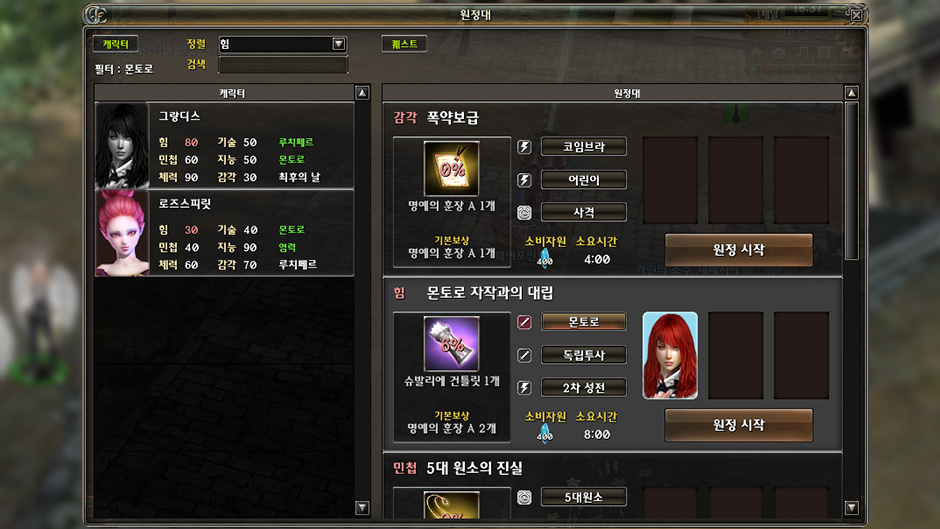 원정대
캐릭터 정렬 힘 퀘스트
필터 : 몬토로 검색
캐릭터 원정대
그랑디스
힘 80 기술 50 루치페르
민첩 60 지능 50 몬토로
체력 90 감각 30 최후의 날
로즈스피릿
힘 30 기술 40 몬토로
민첩 40 지능 90 염력
체력 60 감각 70 루치페르
감각 폭약보급
0%
명예의 훈장 A 1개
기본보상
명예의 훈장 A 1개
코임브라
어린이
사격
소비자원 소요시간
400 4:00
원정 시작
힘 몬토로 자작과의 대립
6%
슈발리에 건틀릿 1개
기본보상
명예의 훈장 A 2개
몬토로
독립투사
2차 성전
소비자원 소요시간
400 8:00
원정 시작
민첩 5대 원소의 진실
0%
5대원소